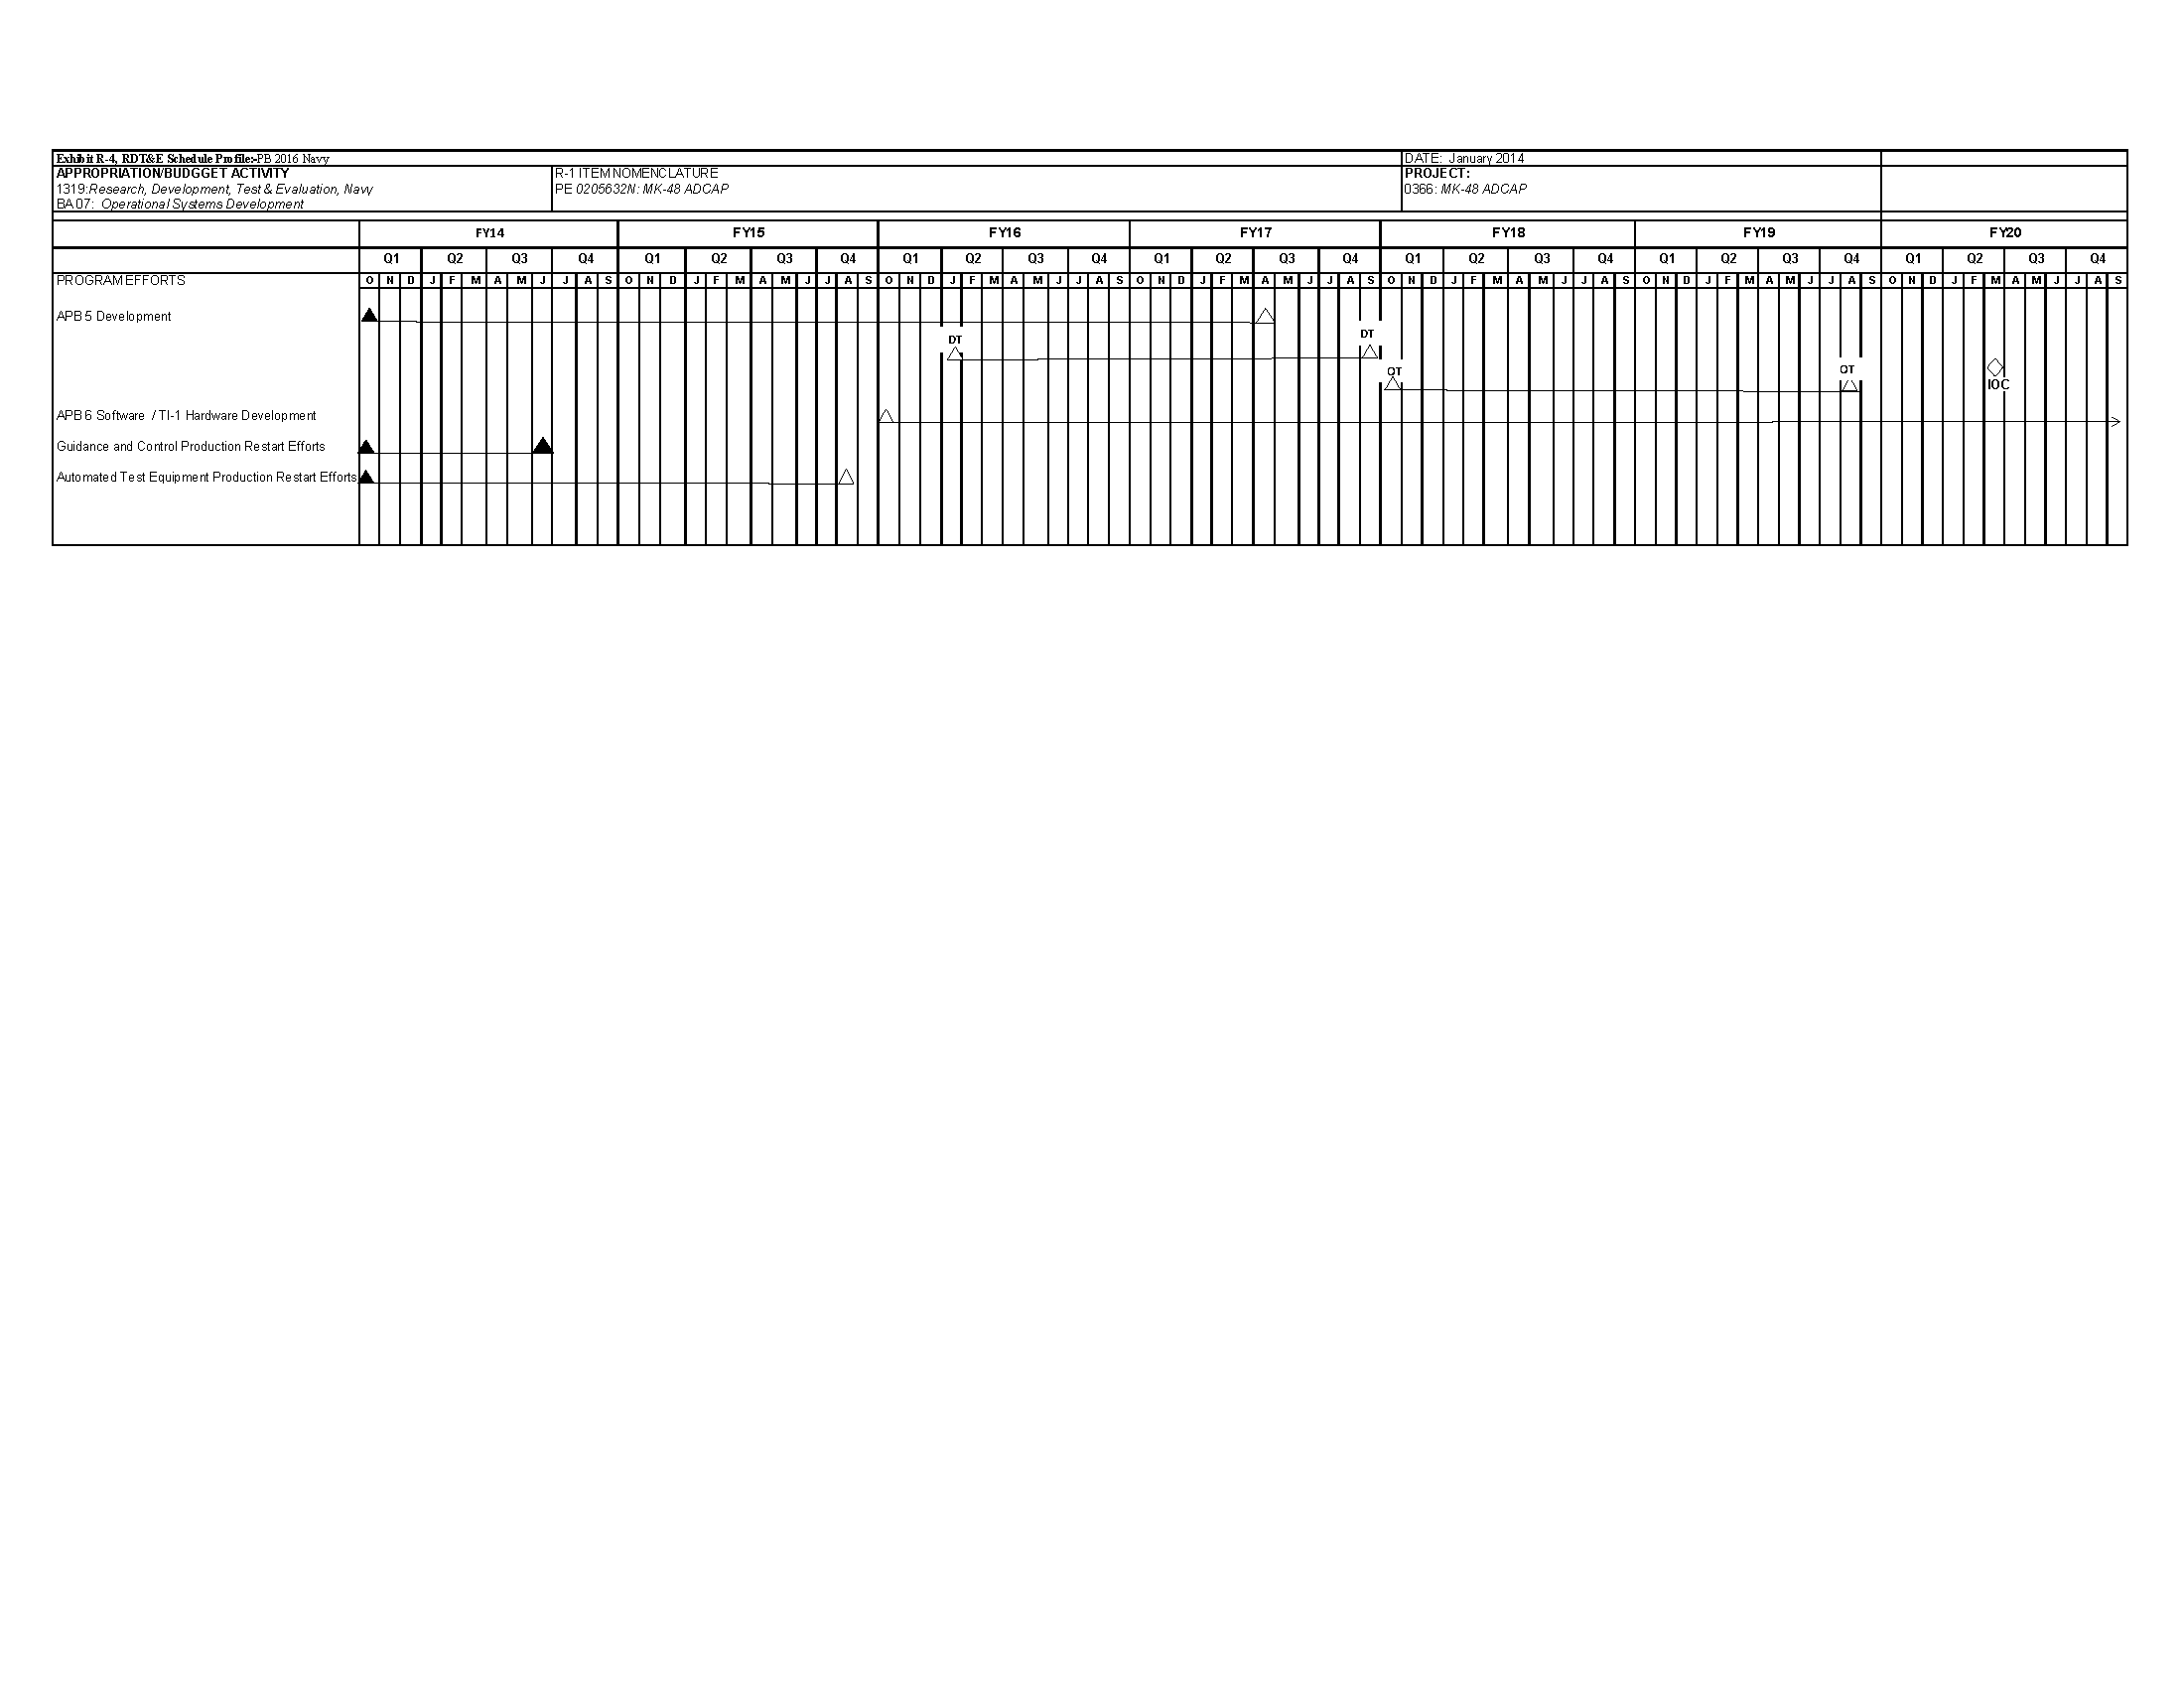 Exhibit R-4, RDT&E Schedule Profile:-PB 2016 Navy DATE: January 2014
APPROPRIATION/BUDGGET ACTIVITY R-1 ITEM NOMENCLATURE PROJECT:
1319:Research, Development, Test & Evaluation, Navy PE 0205632N: MK-48 ADCAP 0366: MK-48 ADCAP
BA 07: Operational Systems Development
FY14 FY15 FY16 FY17 FY18 FY19 FY20
Q1 Q2 Q3 Q4 Q1 Q2 Q3 Q4 Q1 Q2 Q3 Q4 Q1 Q2 Q3 Q4 Q1 Q2 Q3 Q4 Q1 Q2 Q3 Q4 Q1 Q2 Q3 Q4
PROGRAM EFFORTS O N D J F M A M J J A S O N D J F M A M J J A S O N D J F M A M J J A S O N D J F M A M J J A S O N D J F M A M J J A S O N D J F M A M J J A S O N D J F M A M J J A S
APB 5 Development
DT DT
OT OT
IOC
APB 6 Software / TI-1 Hardware Development
Guidance and Control Production Restart Efforts
Automated Test Equipment Production Restart Efforts